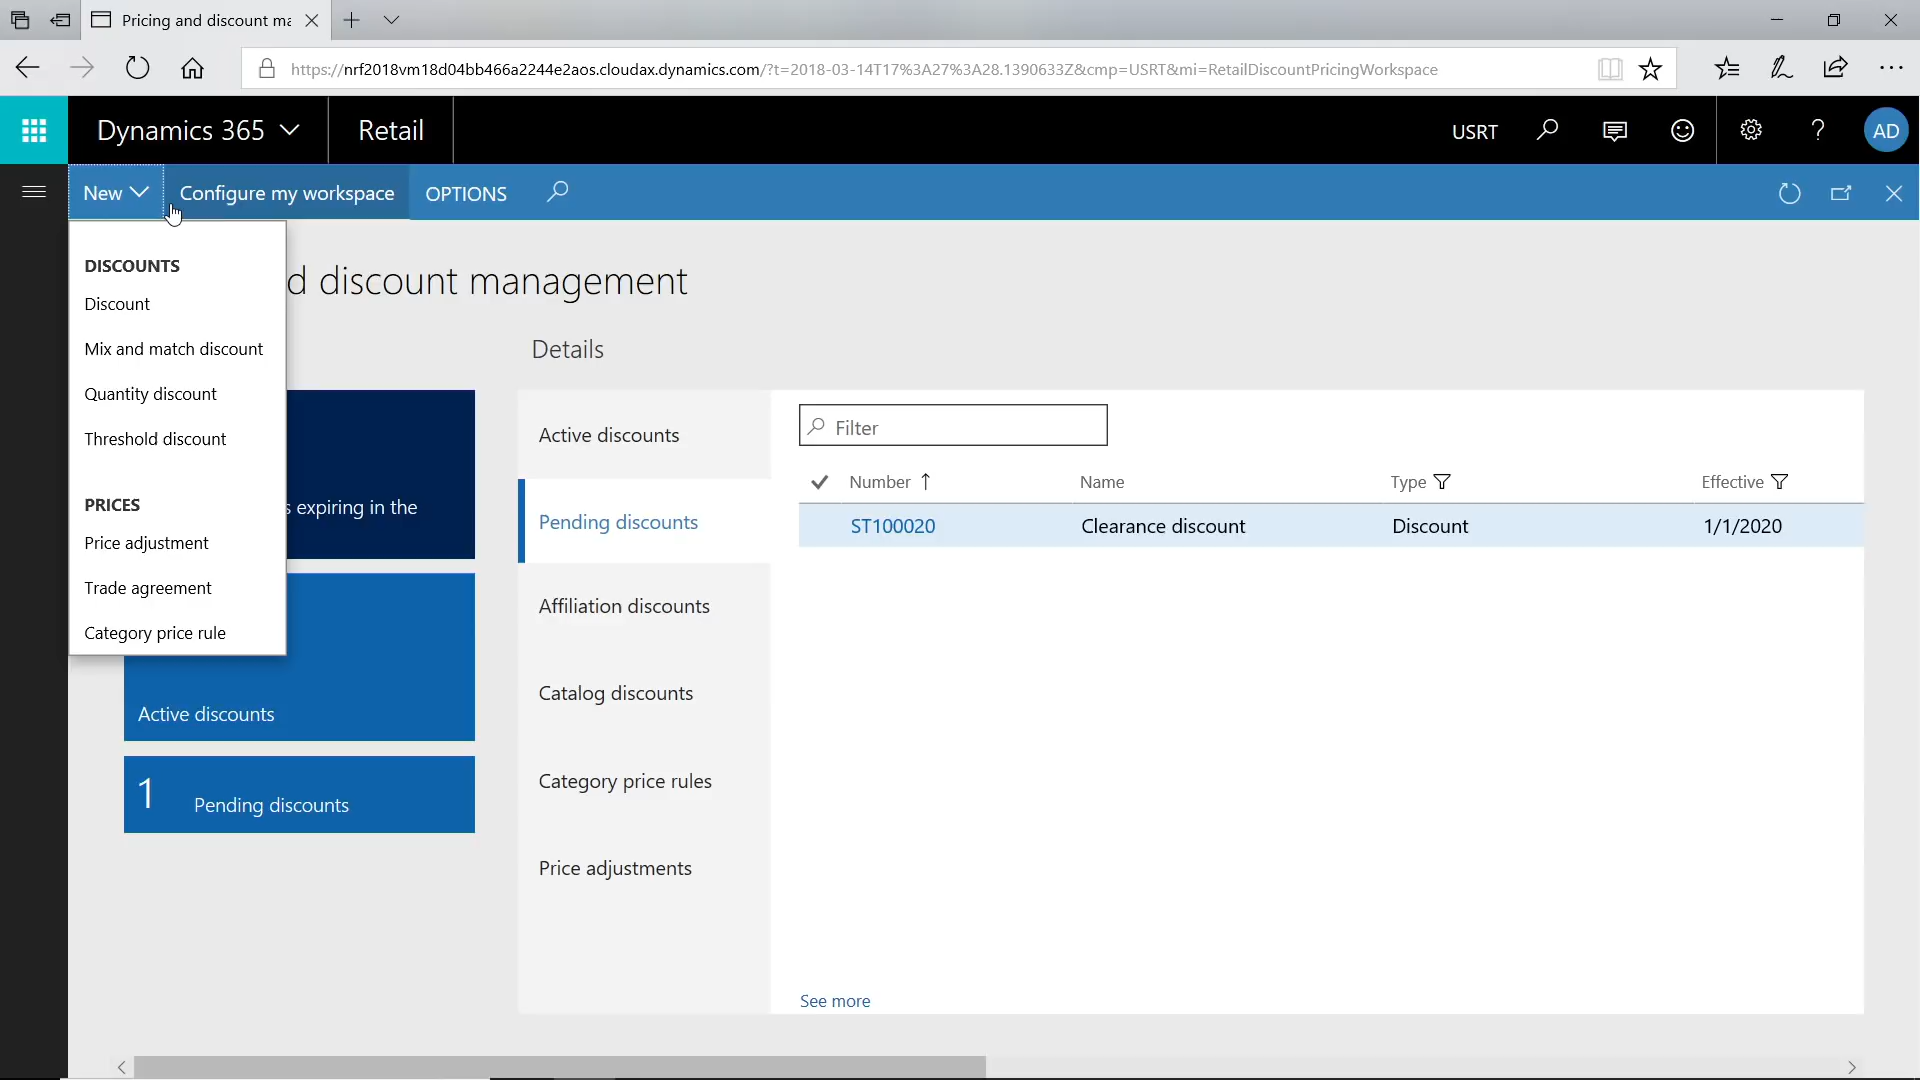 Pricing and discount ma
https://nrf2018vm18d04bb466a2244e2aos.cloudax.dynamics.com/?t=2018-03-14T17%3A27%3A28.1390633Z&cmp=USRT&mi=RetailDiscountPricingWorkspace
Dynamics 365
Retail
USRT
AD
New
Configure my workspace
OPTIONS
DISCOUNTS
Discount
Mix and match discount
Quantity discount
Threshold discount
PRICES
Price adjustment
Trade agreement
Category price rule
d discount management
s expiring in the
Active discounts
1 Pending discounts
Details
Active discounts
Pending discounts
Affiliation discounts
Catalog discounts
Category price rules
Price adjustments
Filter
Number Name Type Effective
ST100020 Clearance discount Discount 1/1/2020
See more